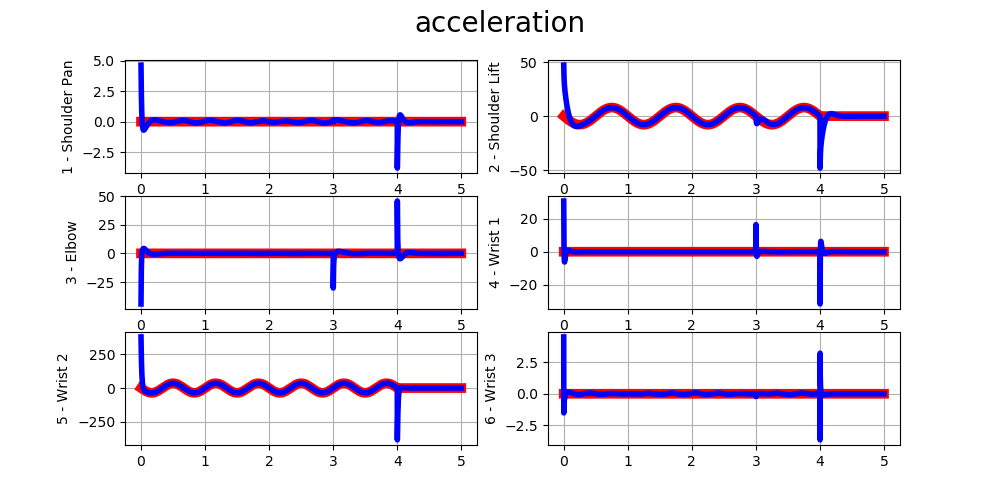 acceleration
1 - Shoulder Pan
5.0
2.5
0.0
−2.5
0 1 2 3 4 5
2 - Shoulder Lift
50
0
−50
0 1 2 3 4 5
3 - Elbow
50
25
0
−25
0 1 2 3 4 5
4 - Wrist 1
20
0
−20
0 1 2 3 4 5
5 - Wrist 2
250
0
−250
0 1 2 3 4 5
6 - Wrist 3
2.5
0.0
−2.5
0 1 2 3 4 5